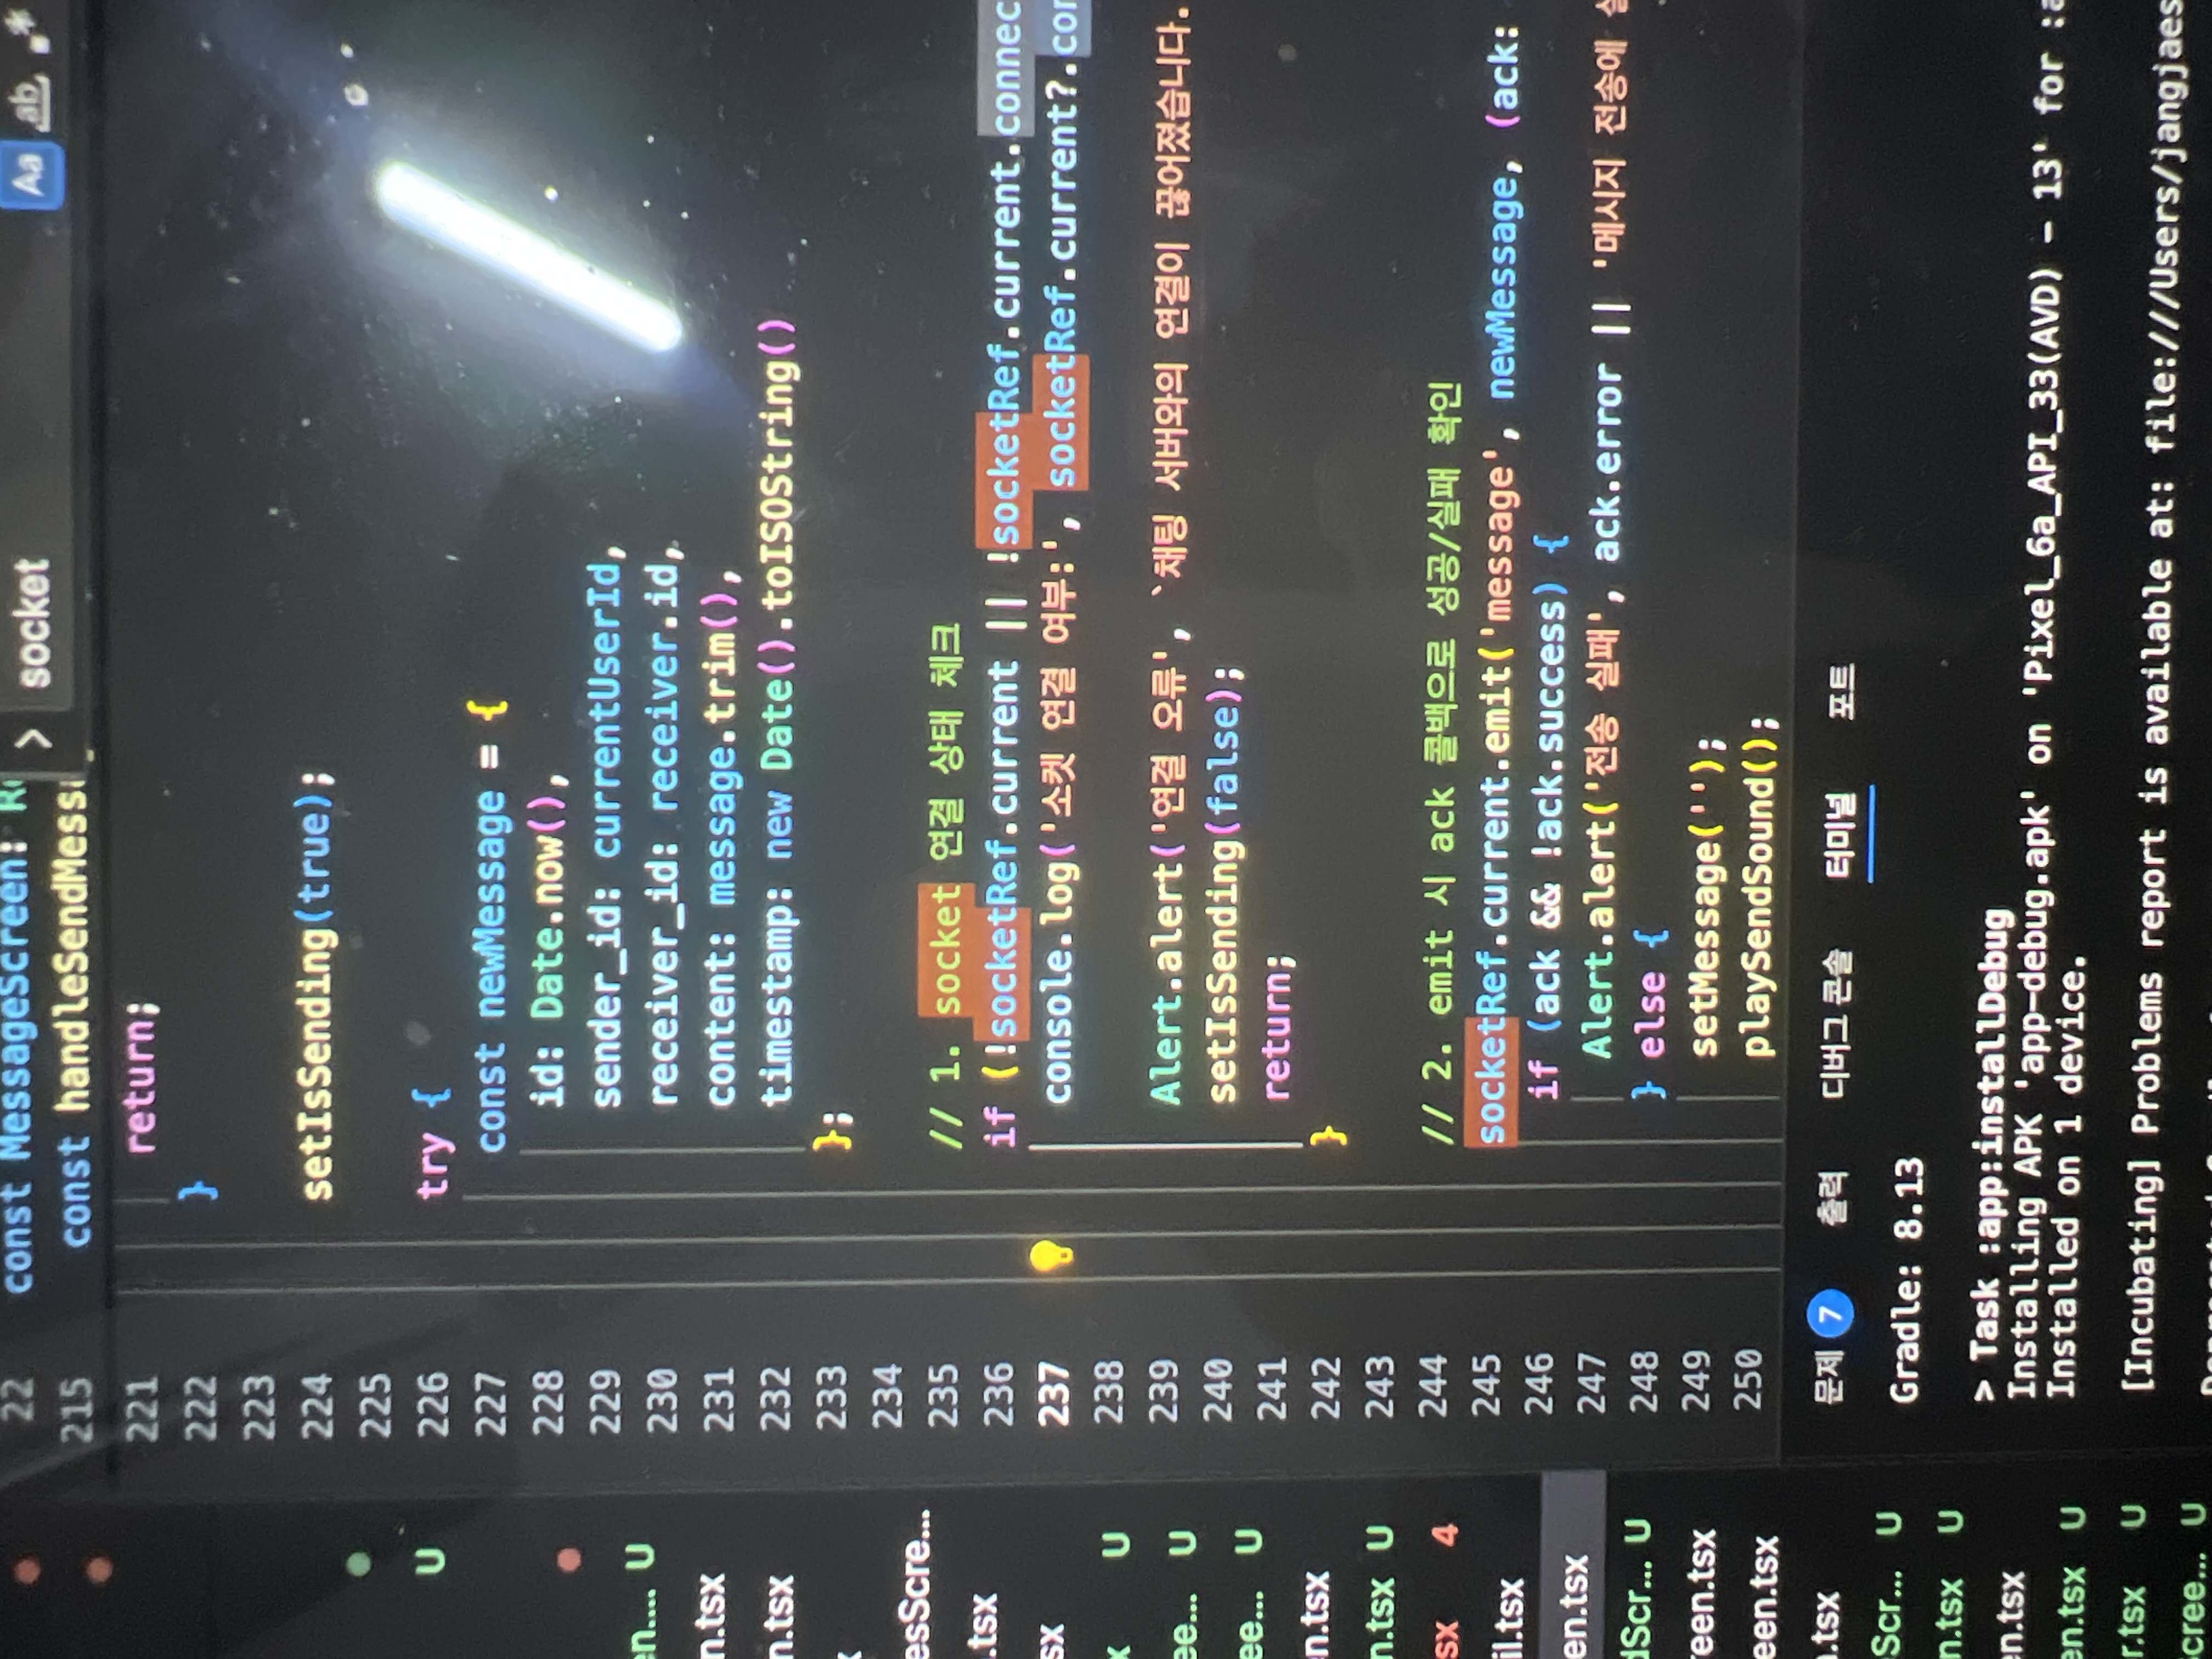 22 const MessageScreen: R
socket
Aa ab
215 const handleSendMess
221 return;
222 }
223
224 setIsSending(true);
225
U 226 try {
227 const newMessage = {
228 id: Date.now(),
229 sender_id: currentUserId,
en.... U 230 receiver_id: receiver.id,
n.tsx 231 content: message.trim(),
n.tsx 232 timestamp: new Date().toISOString()
233 };
234
esScre... 235 // 1. socket 연결 상태 체크
.tsx 236 if (!socketRef.current || !socketRef.current.connec
sx 237 console.log('소켓 연결 여부:', socketRef.current?.con
x U 238
ee... U 239 Alert.alert('연결 오류', `채팅 서버와의 연결이 끊어졌습니다.
ee... U 240 setIsSending(false);
241 return;
n.tsx 242 }
n.tsx U 243
sx 4 244 // 2. emit 시 ack 콜백으로 성공/실패 확인
il.tsx 245 socketRef.current.emit('message', newMessage, (ack:
en.tsx 246 if (ack && !ack.success) {
247 Alert.alert('전송 실패', ack.error || '메시지 전송에
dScr... U 248 } else {
reen.tsx 249 setMessage('');
een.tsx 250 playSendSound();
.tsx 문제 7 출력 디버그 콘솔 터미널 포트
Scr... U Gradle: 8.13
n.tsx U
en.tsx > Task :app:installDebug
Installing APK 'app-debug.apk' on 'Pixel_6a_API_33(AVD) - 13' for :a
en.tsx U Installed on 1 device.
r.tsx U [Incubating] Problems report is available at: file:///Users/jangjaes
cree... U